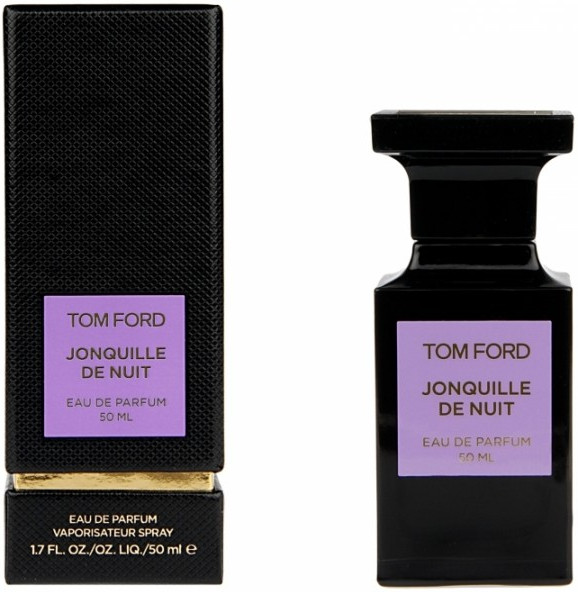 TOM FORD
JONQUILLE
DE NUIT
EAU DE PARFUM
50 ML
EAU DE PARFUM
VAPORISATEUR SPRAY
1.7 FL. OZ./OZ. LIQ./50 ml ℮
TOM FORD
JONQUILLE
DE NUIT
EAU DE PARFUM
50 ML